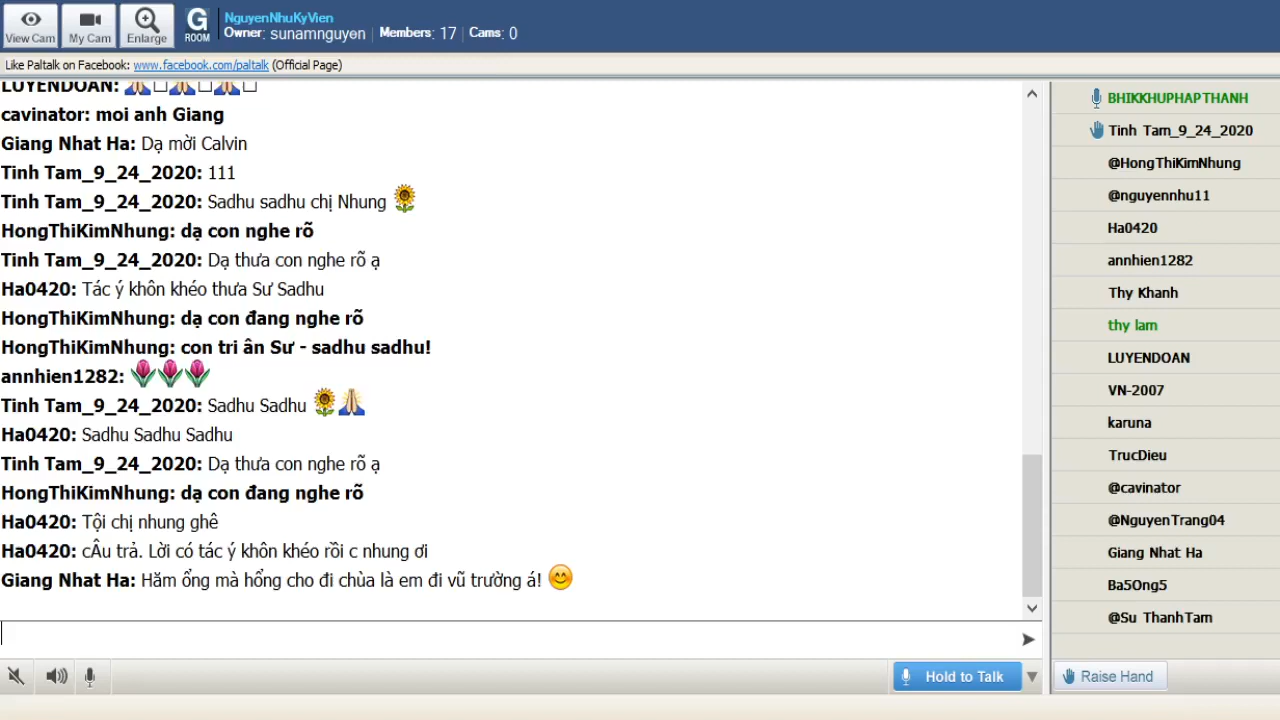 View Cam
My Cam
Enlarge
G
ROOM
NguyenNhuKyVien
Owner: sunamnguyen | Members: 17 | Cams: 0
Like Paltalk on Facebook: www.facebook.com/paltalk (Official Page)
LUYENDOAN:
cavinator: moi anh Giang
Giang Nhat Ha: Dạ mời Calvin
Tinh Tam_9_24_2020: 111
Tinh Tam_9_24_2020: Sadhu sadhu chị Nhung
HongThiKimNhung: dạ con nghe rõ
Tinh Tam_9_24_2020: Dạ thưa con nghe rõ ạ
Ha0420: Tác ý khôn khéo thưa Sư Sadhu
HongThiKimNhung: dạ con đang nghe rõ
HongThiKimNhung: con tri ân Sư - sadhu sadhu!
annhien1282:
Tinh Tam_9_24_2020: Sadhu Sadhu
Ha0420: Sadhu Sadhu Sadhu
Tinh Tam_9_24_2020: Dạ thưa con nghe rõ ạ
HongThiKimNhung: dạ con đang nghe rõ
Ha0420: Tội chị nhung ghê
Ha0420: cÂu trả. Lời có tác ý khôn khéo rồi c nhung ơi
Giang Nhat Ha: Hăm ổng mà hổng cho đi chùa là em đi vũ trường á!
Hold to Talk
BHIKKHUPHAPTHANH
Tinh Tam_9_24_2020
@HongThiKimNhung
@nguyennhu11
Ha0420
annhien1282
Thy Khanh
thy lam
LUYENDOAN
VN-2007
karuna
TrucDieu
@cavinator
@NguyenTrang04
Giang Nhat Ha
Ba5Ong5
@Su ThanhTam
Raise Hand